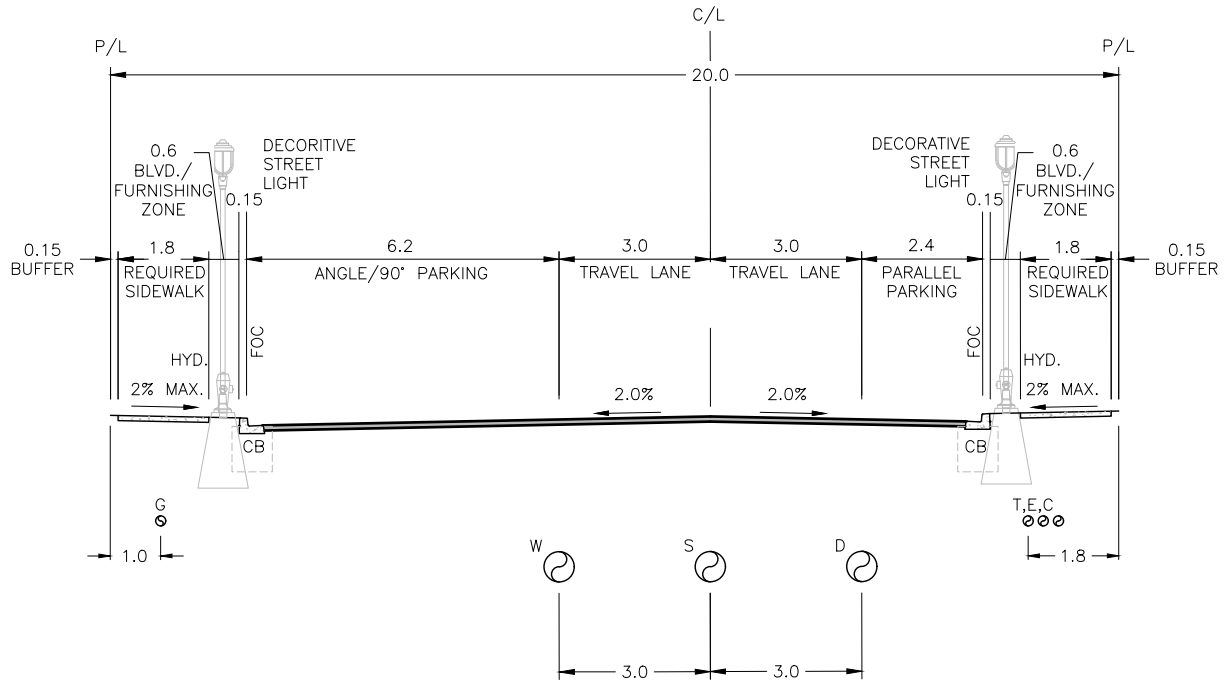 C/L
P/L
P/L
20.0
0.6
BLVD./
FURNISHING
ZONE
DECORITIVE
STREET
LIGHT
0.15
DECORATIVE
STREET
LIGHT
0.15
0.6
BLVD./
FURNISHING
ZONE
0.15
BUFFER
1.8
REQUIRED
SIDEWALK
6.2
ANGLE/90° PARKING
3.0
TRAVEL LANE
3.0
TRAVEL LANE
2.4
PARALLEL
PARKING
1.8
REQUIRED
SIDEWALK
0.15
BUFFER
FOC
FOC
HYD.
HYD.
2% MAX.
2.0%
2.0%
2% MAX.
CB
CB
G
T,E,C
1.0
W
S
D
1.8
3.0
3.0